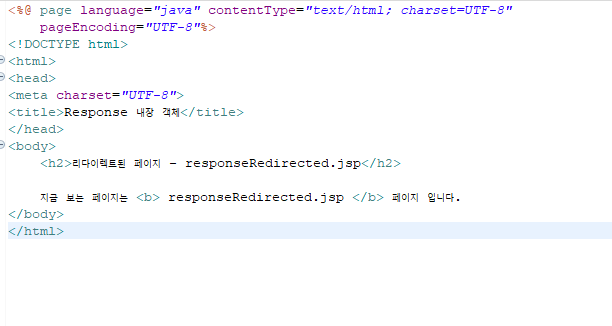 <%@ page language="java" contentType="text/html; charset=UTF-8"
    pageEncoding="UTF-8"%>
<!DOCTYPE html>
<html>
<head>
<meta charset="UTF-8">
<title>Response 내장 객체</title>
</head>
<body>
    <h2>리다이렉트된 페이지 - responseRedirected.jsp</h2>
    지금 보는 페이지는 <b> responseRedirected.jsp </b> 페이지 입니다.
</body>
</html>